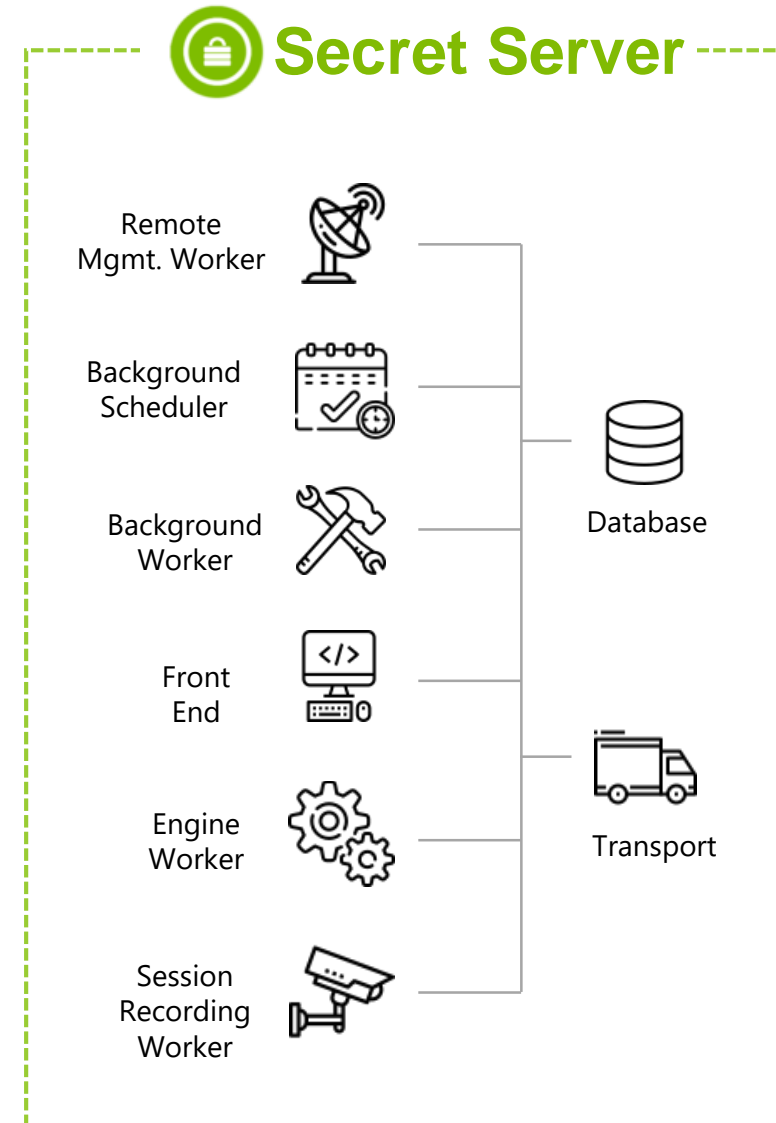 Secret Server
Remote
Mgmt. Worker
Background
Scheduler
Background
Worker
Database
Front
End
</>
Engine
Worker
Transport
Session
Recording
Worker